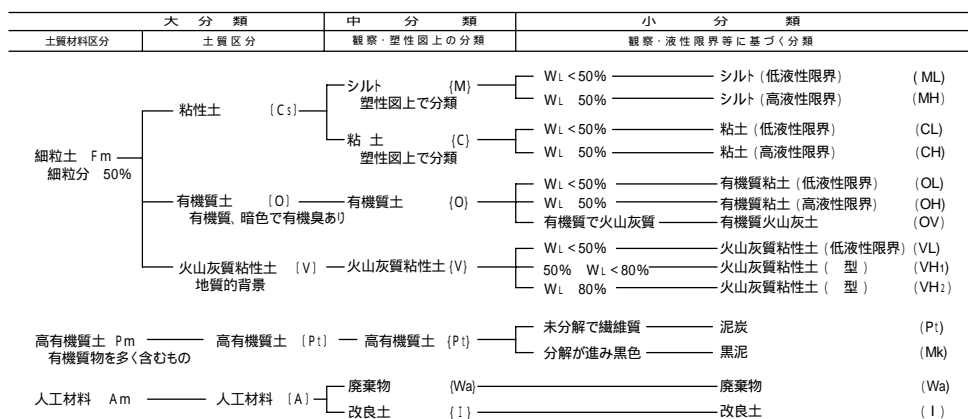 大 分 類 中 分 類 小 分 類
土質材料区分 土質区分 観察・塑性図上の分類 観察・液性限界等に基づく分類
シルト {M} WL <50% シルト (低液性限界) (ML)
塑性図上で分類 WL 50% シルト (高液性限界) (MH)
粘性土 [Cs]
粘 土 {C} WL <50% 粘土 (低液性限界) (CL)
塑性図上で分類 WL 50% 粘土 (高液性限界) (CH)
細粒土 Fm
細粒分 50%
WL <50% 有機質粘土 (低液性限界) (OL)
有機質土 [O] 有機質土 {O} WL 50% 有機質粘土 (高液性限界) (OH)
有機質、暗色で有機臭あり 有機質で火山灰質 有機質火山灰土 (OV)
WL <50% 火山灰質粘性土 (低液性限界) (VL)
火山灰質粘性土 [V] 火山灰質粘性土 {V} 50% WL <80% 火山灰質粘性土 ( 型 ) (VH1)
地質的背景 WL 80% 火山灰質粘性土 ( 型 ) (VH2)
未分解で繊維質 泥炭 (Pt)
高有機質土 Pm 高有機質土 [Pt] 高有機質土 {Pt}
有機質物を多く含むもの 分解が進み黒色 黒泥 (Mk)
廃棄物 {Wa} 廃棄物 (Wa)
人工材料 Am 人工材料 [A]
改良土 {I} 改良土 (I)